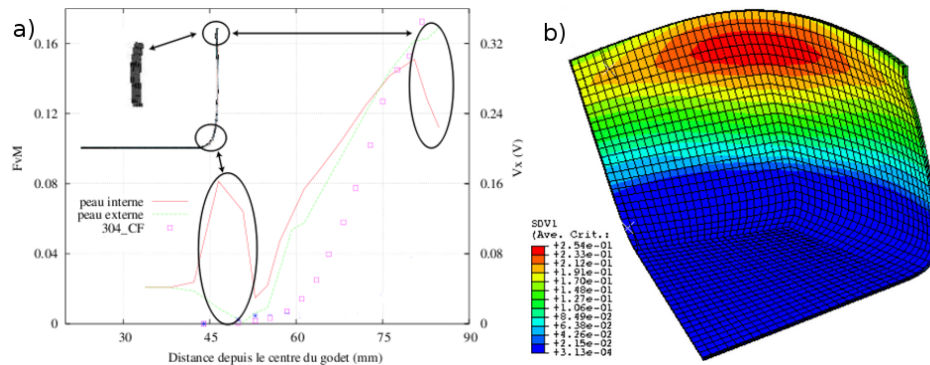 a)
0.16
0.12
0.08
0.04
0
FvM
peau interne
peau externe
304_CF
30
45
60
75
Distance depuis le centre du godet (mm)
0.32
0.24
0.16
0.08
0
Vx (V)
b)
SDV1
(Ave. Crit.:
+2.54e-01
+2.33e-01
+2.12e-01
+1.91e-01
+1.70e-01
+1.48e-01
+1.27e-01
+1.06e-01
+8.49e-02
+6.38e-02
+4.26e-02
+2.15e-02
+3.13e-04